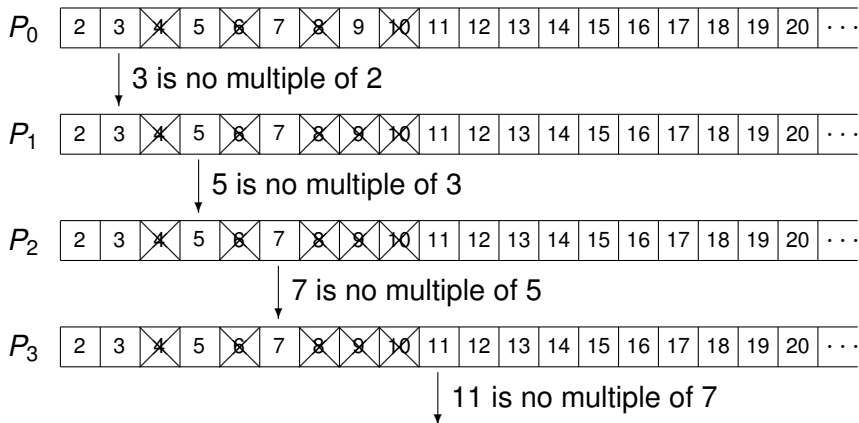 P0 2 3 4 5 6 7 8 9 10 11 12 13 14 15 16 17 18 19 20 ···
3 is no multiple of 2
P1 2 3 4 5 6 7 8 9 10 11 12 13 14 15 16 17 18 19 20 ···
5 is no multiple of 3
P2 2 3 4 5 6 7 8 9 10 11 12 13 14 15 16 17 18 19 20 ···
7 is no multiple of 5
P3 2 3 4 5 6 7 8 9 10 11 12 13 14 15 16 17 18 19 20 ···
11 is no multiple of 7